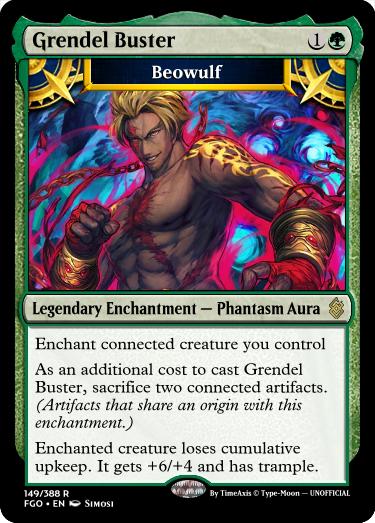 Grendel Buster 1
Beowulf
Legendary Enchantment — Phantasm Aura
Enchant connected creature you control
As an additional cost to cast Grendel
Buster, sacrifice two connected artifacts.
(Artifacts that share an origin with this
enchantment.)
Enchanted creature loses cumulative
upkeep. It gets +6/+4 and has trample.
149/388 R
FGO • EN SIMOSI
By TimeAxis © Type-Moon — UNOFFICIAL